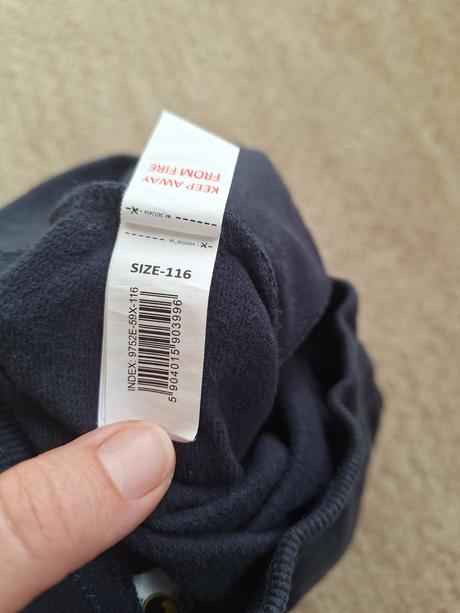 KEEP AWAY
FROM FIRE
SIZE-116
INDEX: 9752E-59X-116
5 904015 903996